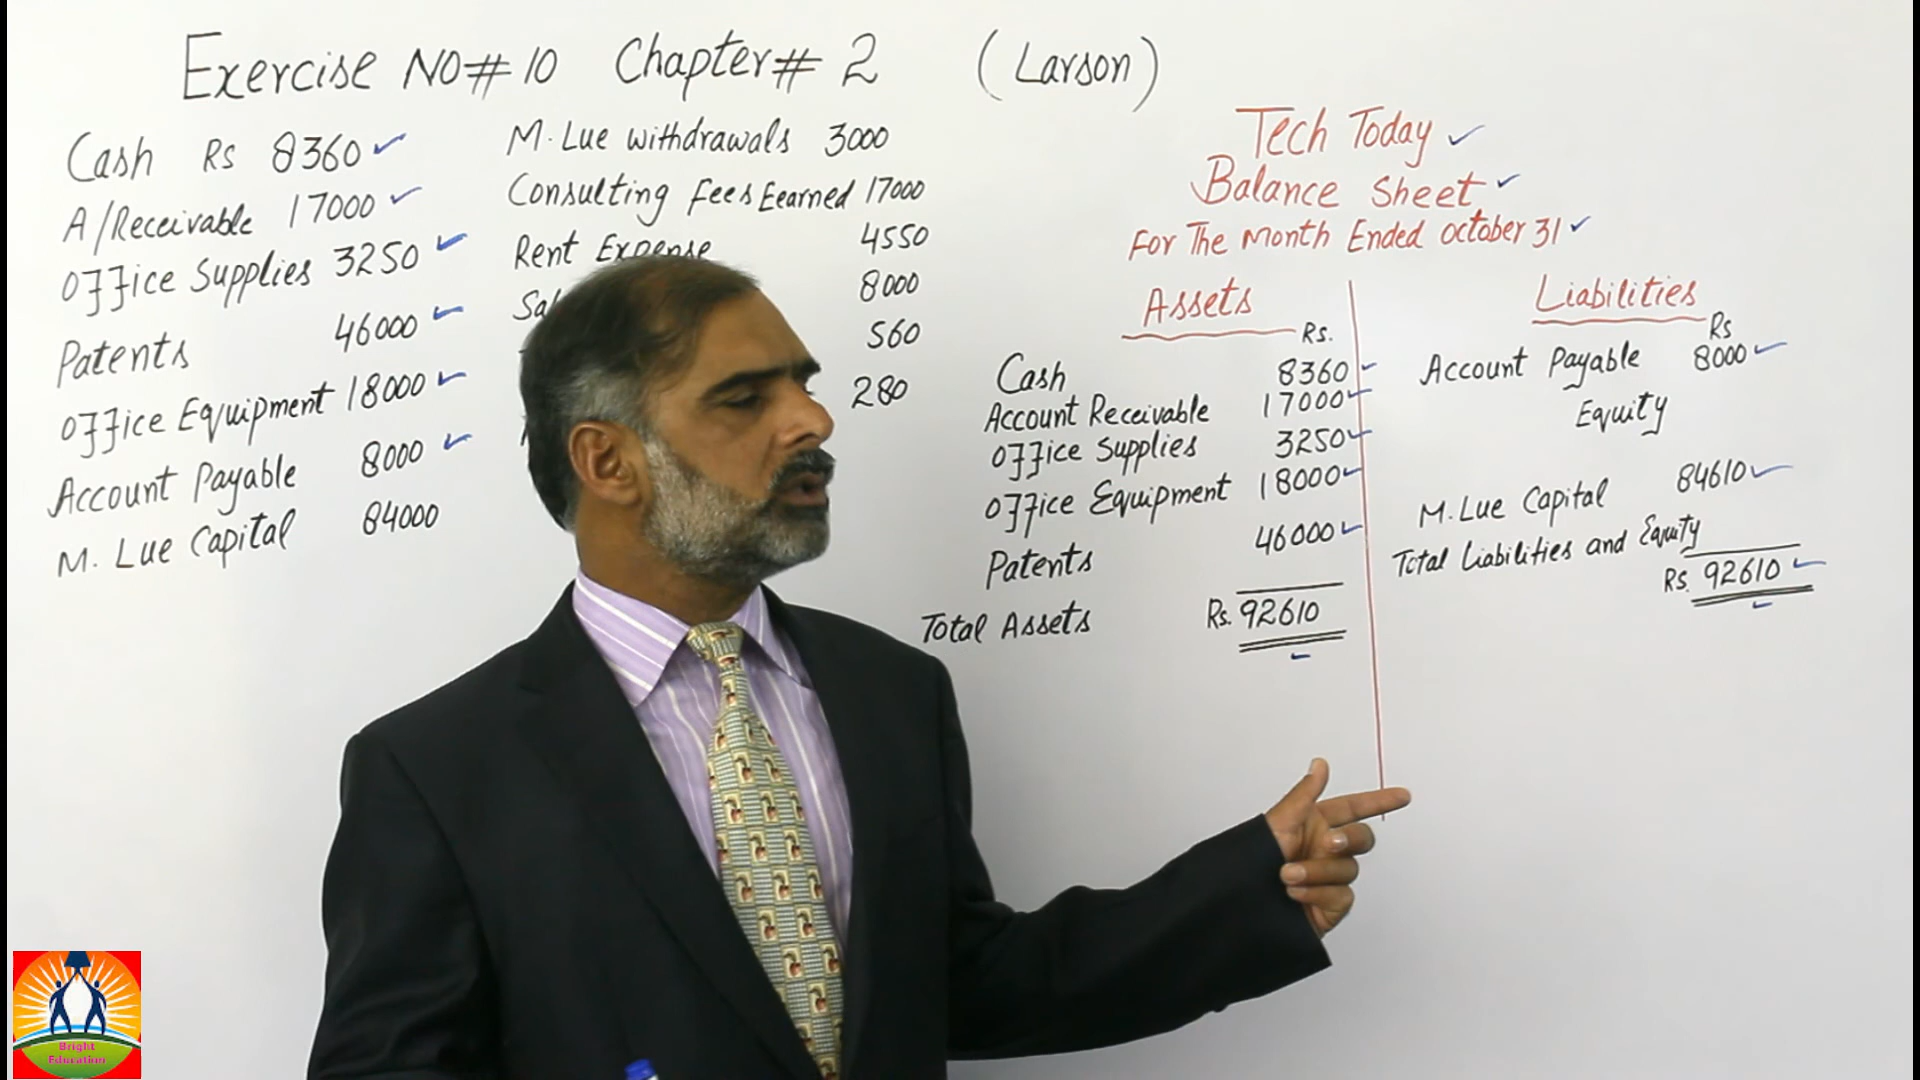 Exercise NO# 10 Chapter# 2 (Larson)
Cash Rs 8360 ✓
A/Receivable 17000 ✓
Office Supplies 3250 ✓
Patents 46000 ✓
Office Equipment 18000 ✓
Account Payable 8000 ✓
M. Lue Capital 84000
M. Lue withdrawals 3000
Consulting Fees Eearned 17000
Rent Expense 4550
8000
560
280
Tech Today ✓
Balance Sheet ✓
For The Month Ended October 31 ✓
Assets
Rs.
Cash 8360 ✓
Account Receivable 17000 ✓
Office Supplies 3250 ✓
Office Equipment 18000 ✓
Patents 46000 ✓
Total Assets Rs. 92610
Liabilities
Rs
Account Payable 8000 ✓
Equity
M. Lue Capital 84610 ✓
Total Liabilities and Equity
Rs. 92610 ✓
Bright
Education